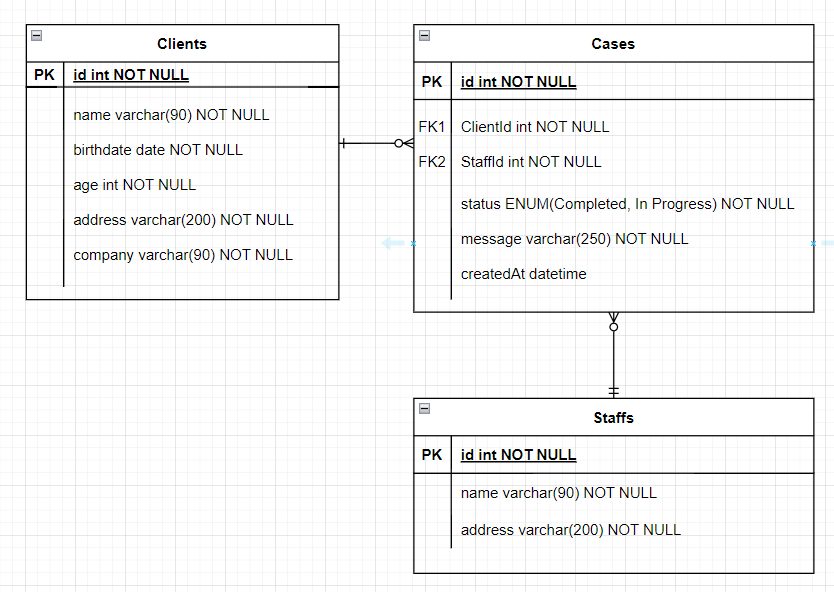 Clients
PK id int NOT NULL
name varchar(90) NOT NULL
birthdate date NOT NULL
age int NOT NULL
address varchar(200) NOT NULL
company varchar(90) NOT NULL
Cases
PK id int NOT NULL
FK1 ClientId int NOT NULL
FK2 StaffId int NOT NULL
status ENUM(Completed, In Progress) NOT NULL
message varchar(250) NOT NULL
createdAt datetime
Staffs
PK id int NOT NULL
name varchar(90) NOT NULL
address varchar(200) NOT NULL